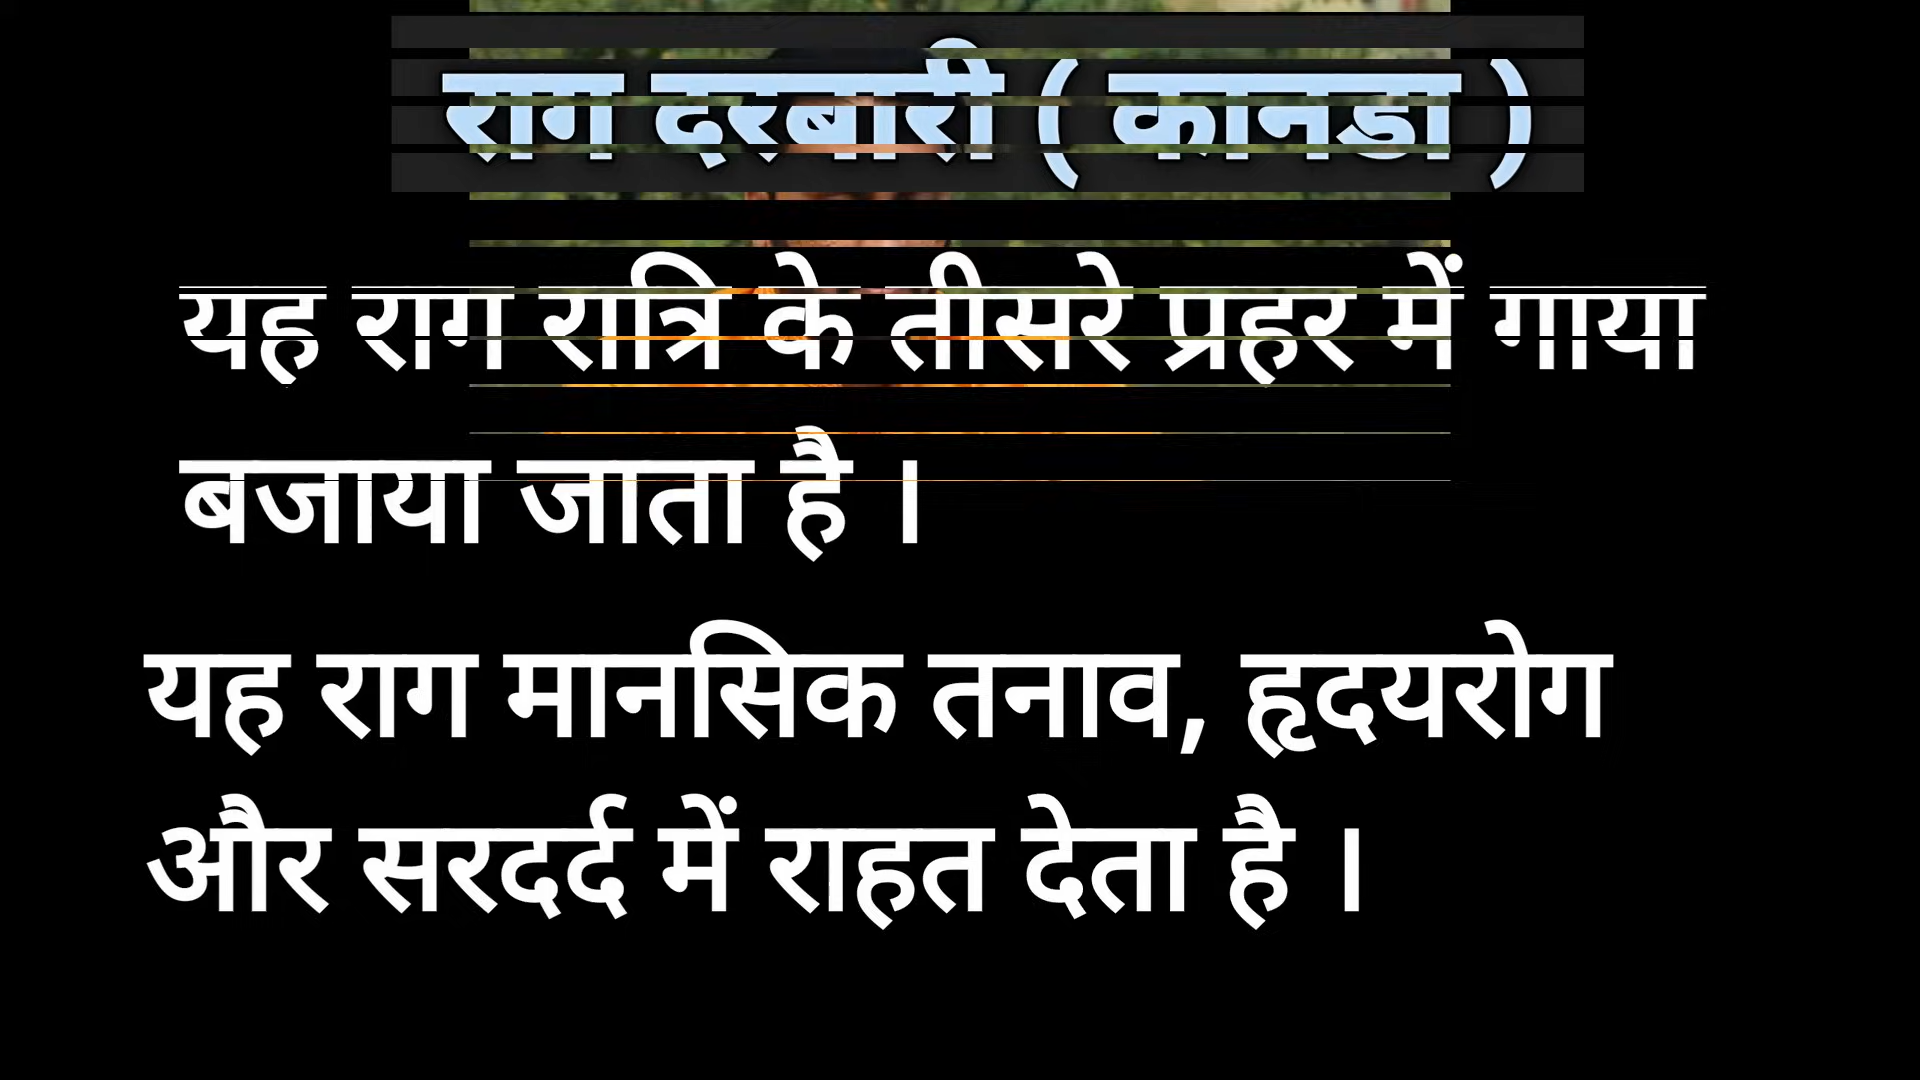 राग दरबारी ( कानडा )
यह राग रात्रि के तीसरे प्रहर में गाया
बजाया जाता है ।
यह राग मानसिक तनाव, हृदयरोग
और सरदर्द में राहत देता है ।